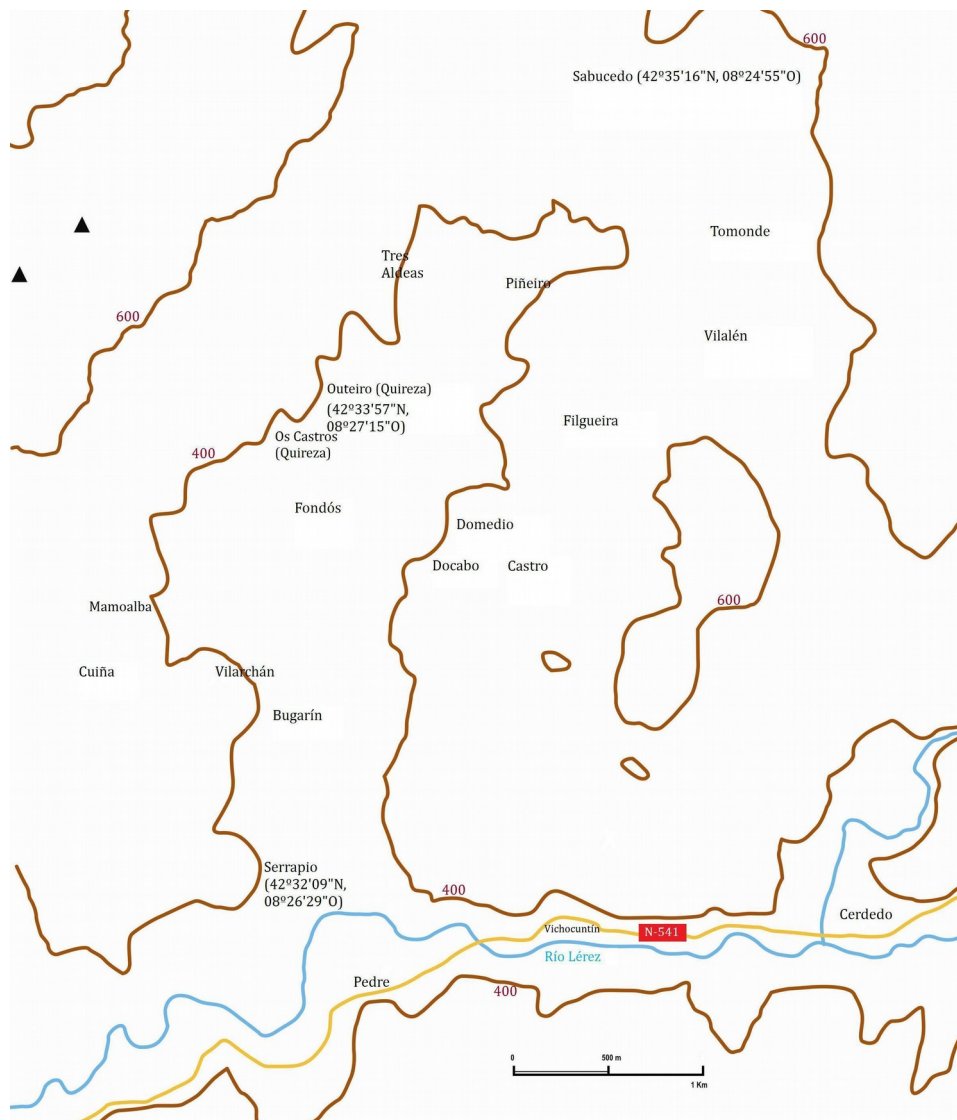 600
Sabucedo (42º35'16"N, 08º24'55"O)
Tomonde
Tres
Aldeas
Piñeiro
600
Vilalén
Outeiro (Quireza)
(42º33'57"N,
08º27'15"O)
Filgueira
Os Castros
(Quireza)
400
Fondós
Domedio
Docabo
Castro
600
Mamoalba
Cuiña
Vilarchán
Bugarín
Serrapio
(42º32'09"N,
08º26'29"O)
400
Cerdedo
Vichocuntín
N-541
Río Lérez
Pedre
400
0
500 m
1 Km